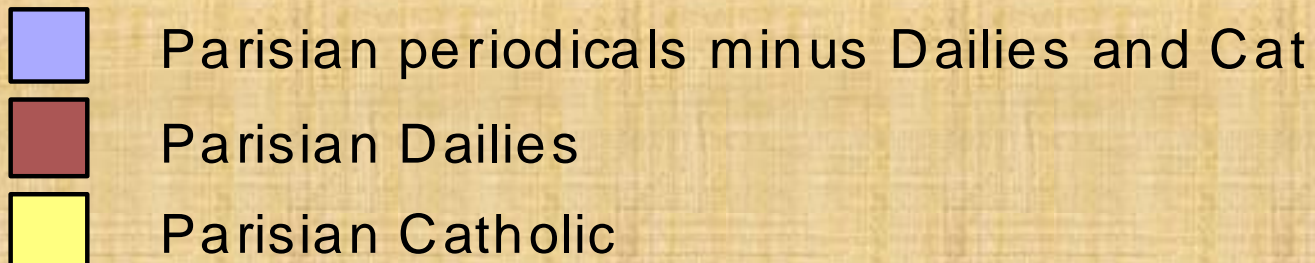 Parisian periodicals minus Dailies and Cat
Parisian Dailies
Parisian Catholic